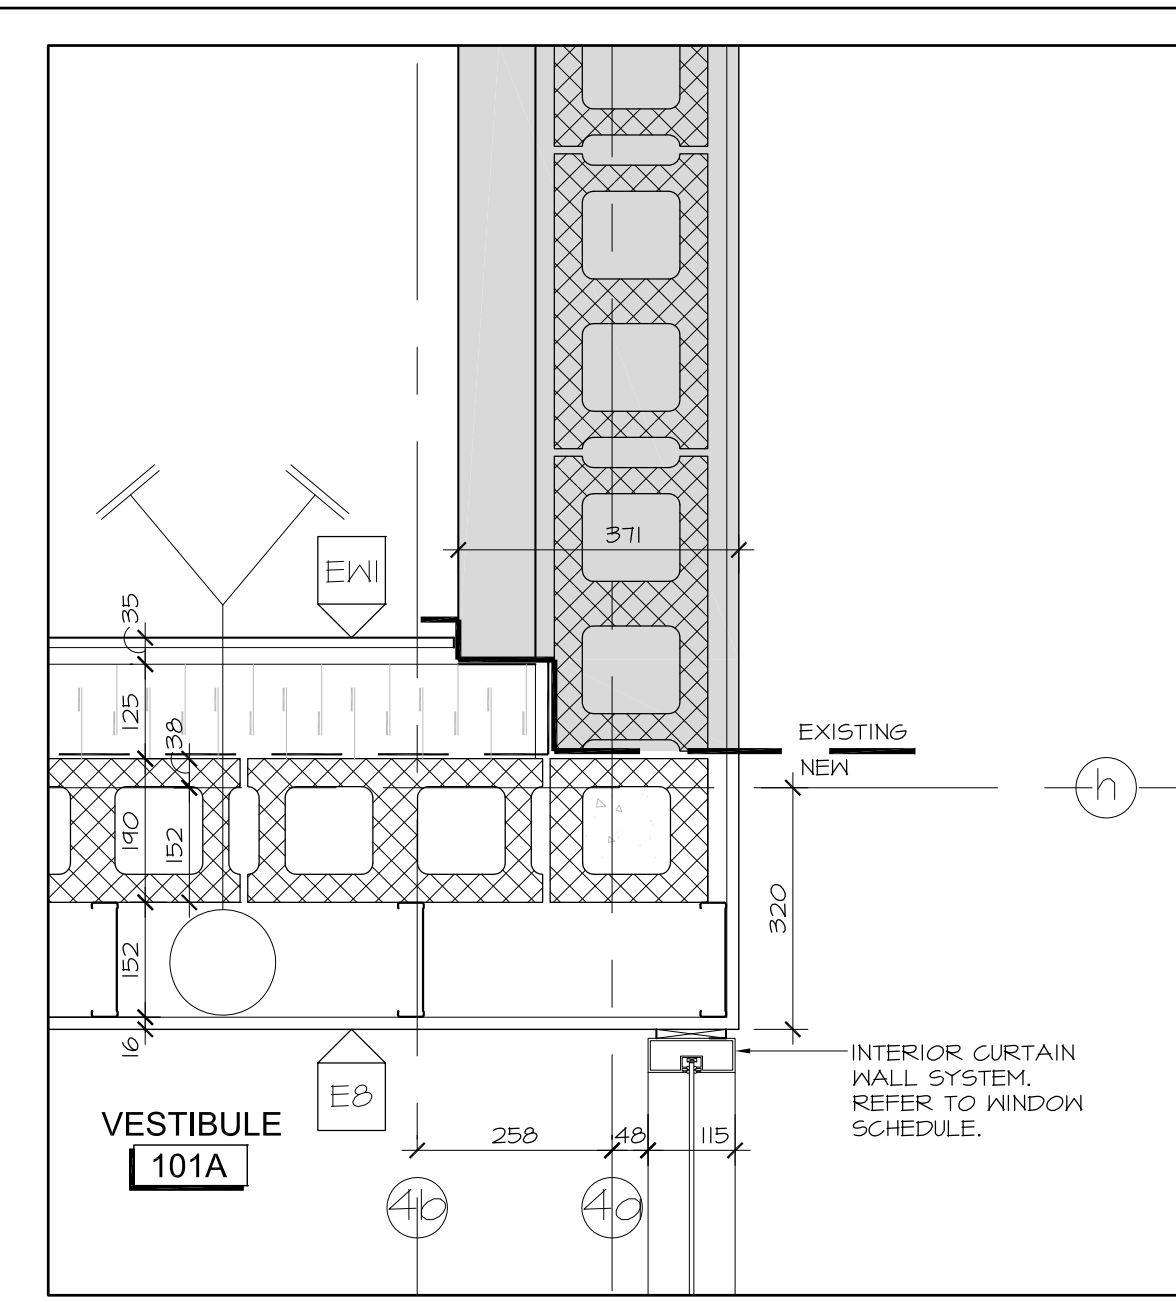 371
EW1
35
125
38
EXISTING
NEW
h
190
152
320
152
16
INTERIOR CURTAIN
WALL SYSTEM.
REFER TO WINDOW
SCHEDULE.
E8
VESTIBULE
101A
258
48
115
4b
4a